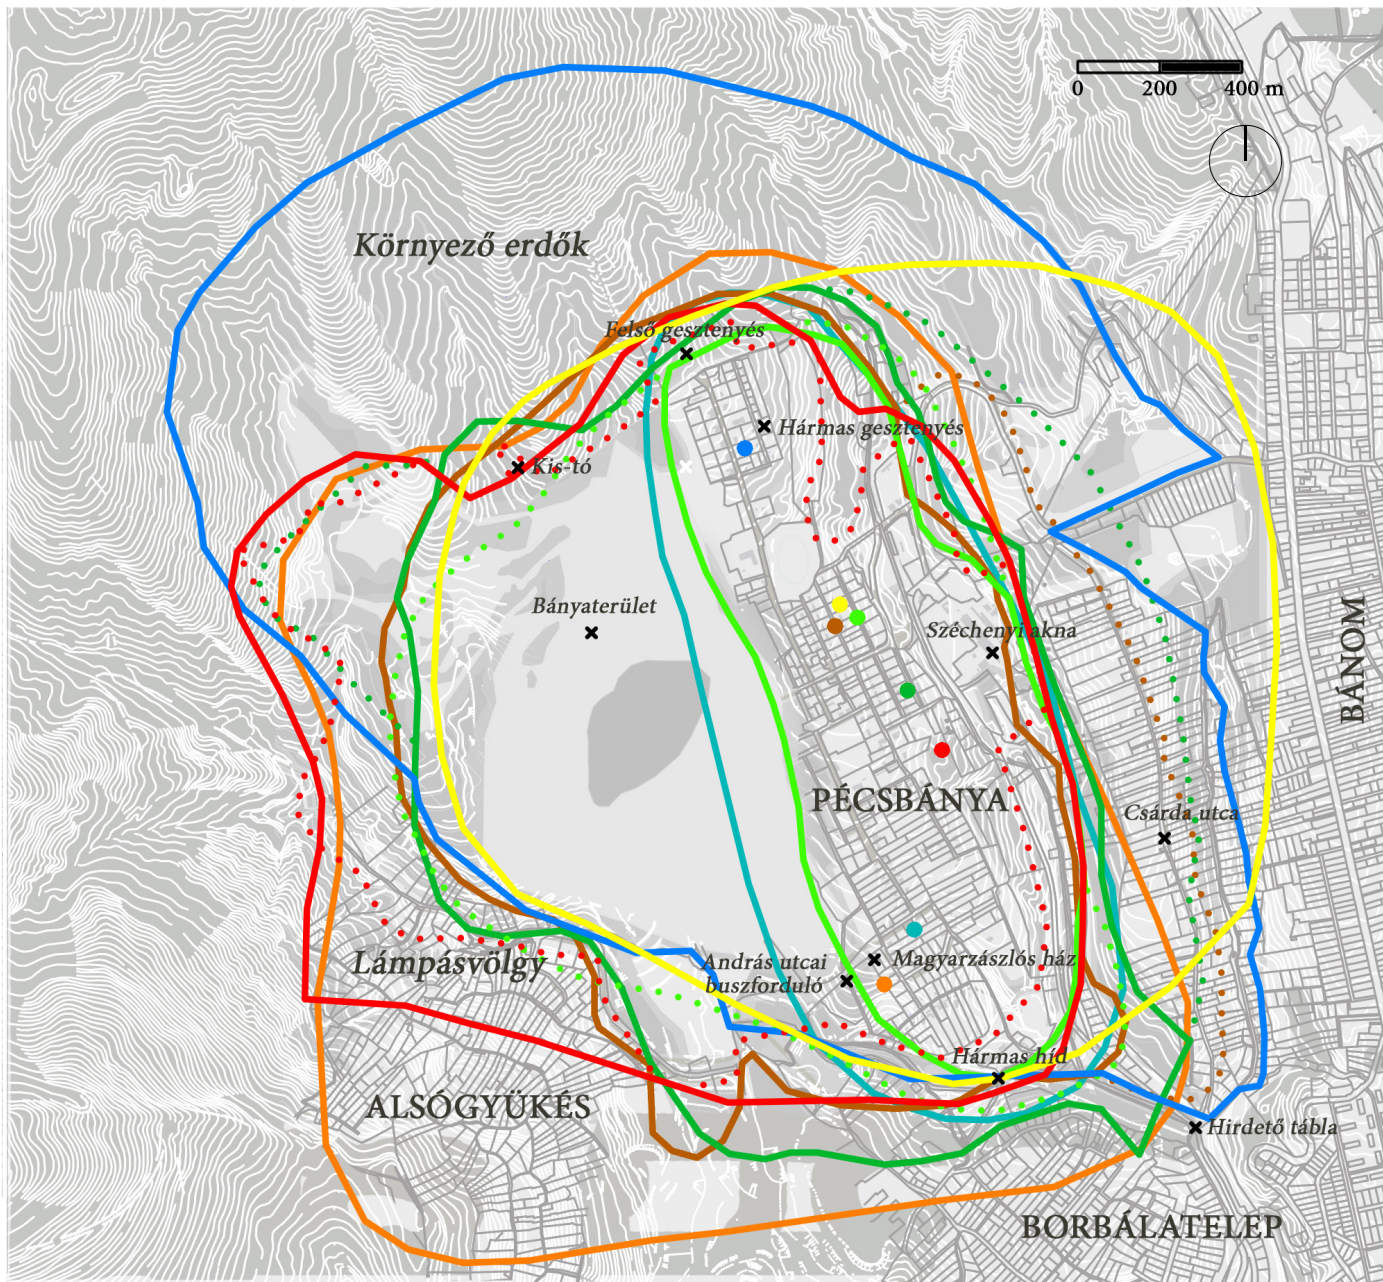 0 200 400 m
Környező erdők
Felső gesztenyés
Hármas gesztenyés
Kis-tó
Bányaterület
Széchenyi akna
BÁNOM
PÉCSBÁNYA
Csárda utca
Lámpásvölgy
András utcai
buszforduló
Magyarzászlós ház
Hármas híd
ALSÓGYÜKÉS
Hirdető tábla
BORBÁLATELEP